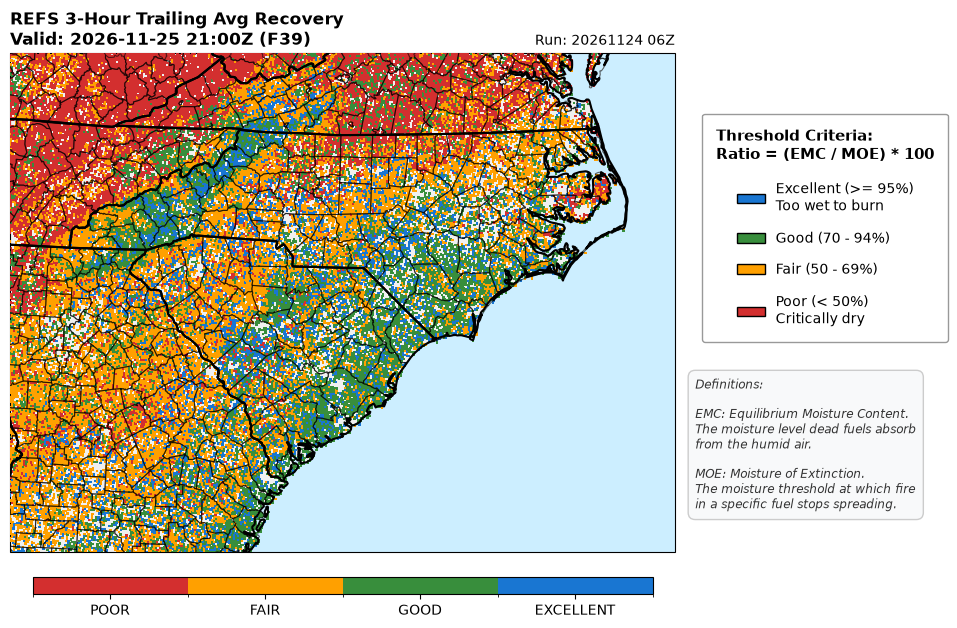 REFS 3-Hour Trailing Avg Recovery
Valid: 2026-11-25 21:00Z (F39)
Run: 20261124 06Z
Threshold Criteria:
Ratio = (EMC / MOE) * 100
Excellent (>= 95%)
Too wet to burn
Good (70 - 94%)
Fair (50 - 69%)
Poor (< 50%)
Critically dry
Definitions:
EMC: Equilibrium Moisture Content.
The moisture level dead fuels absorb
from the humid air.
MOE: Moisture of Extinction.
The moisture threshold at which fire
in a specific fuel stops spreading.
POOR
FAIR
GOOD
EXCELLENT